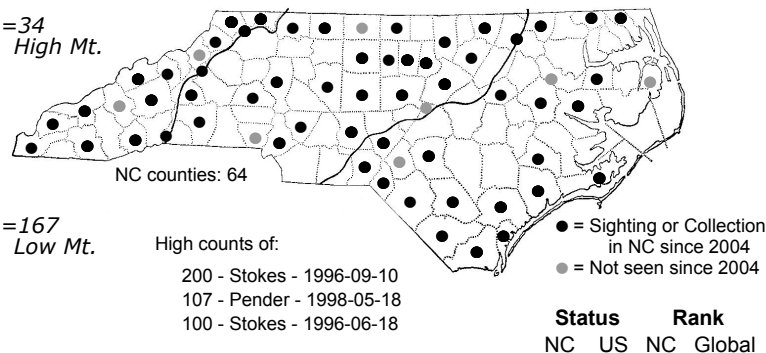 =34
High Mt.
NC counties: 64
=167
Low Mt.
High counts of:
200 - Stokes - 1996-09-10
107 - Pender - 1998-05-18
100 - Stokes - 1996-06-18
● = Sighting or Collection
in NC since 2004
● = Not seen since 2004
Status Rank
NC US NC Global